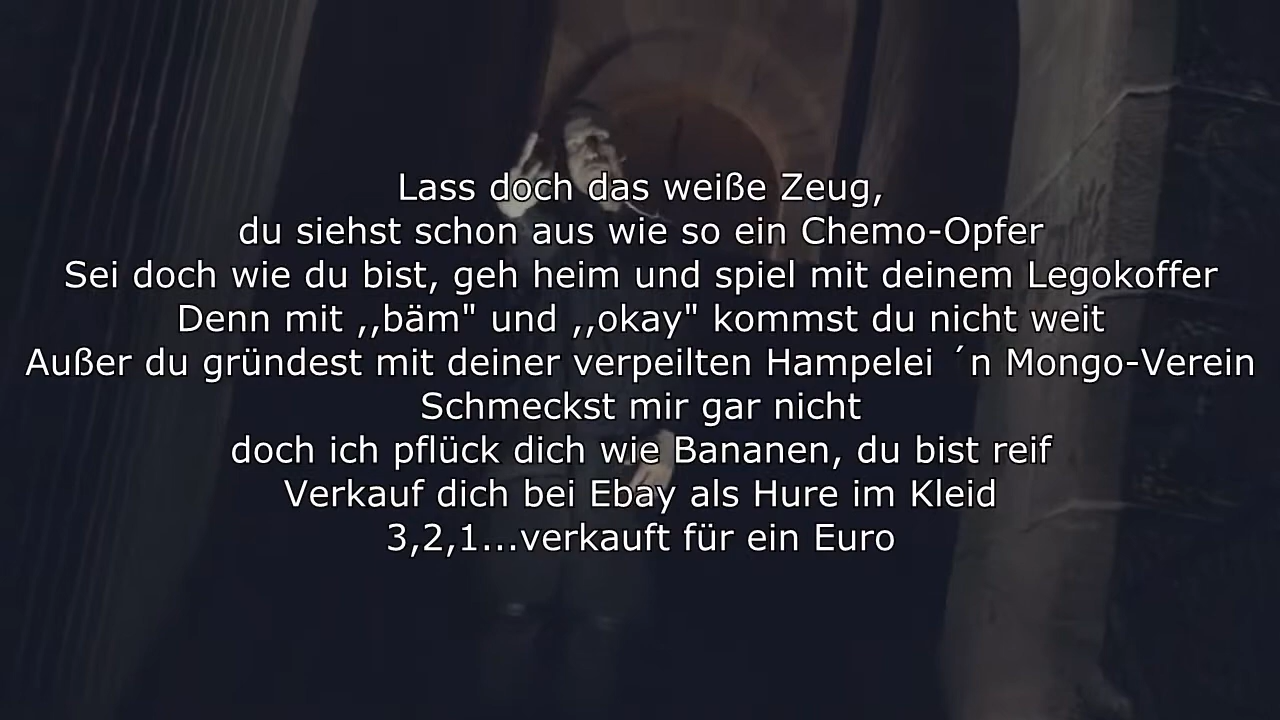 Lass doch das weiße Zeug,
du siehst schon aus wie so ein Chemo-Opfer
Sei doch wie du bist, geh heim und spiel mit deinem Legokoffer
Denn mit ,,bäm" und ,,okay" kommst du nicht weit
Außer du gründest mit deiner verpeilten Hampelei ´n Mongo-Verein
Schmeckst mir gar nicht
doch ich pflück dich wie Bananen, du bist reif
Verkauf dich bei Ebay als Hure im Kleid
3,2,1...verkauft für ein Euro